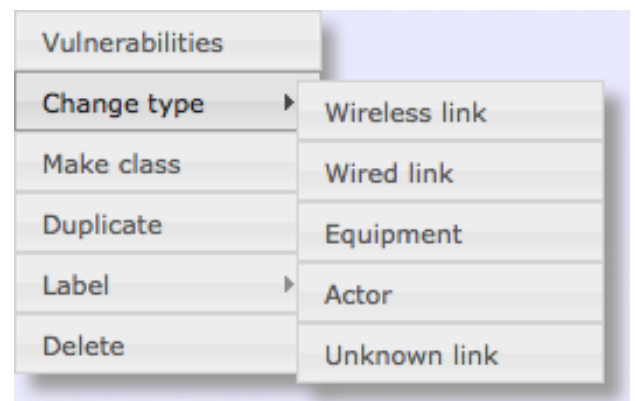 Vulnerabilities
Change type
Make class
Duplicate
Label
Delete
Wireless link
Wired link
Equipment
Actor
Unknown link